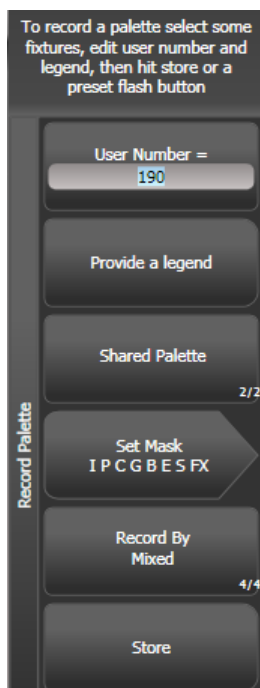 To record a palette select some
fixtures, edit user number and
legend, then hit store or a
preset flash button
Record Palette
User Number =
190
Provide a legend
Shared Palette
2/2
Set Mask
I P C G B E S FX
Record By
Mixed
4/4
Store